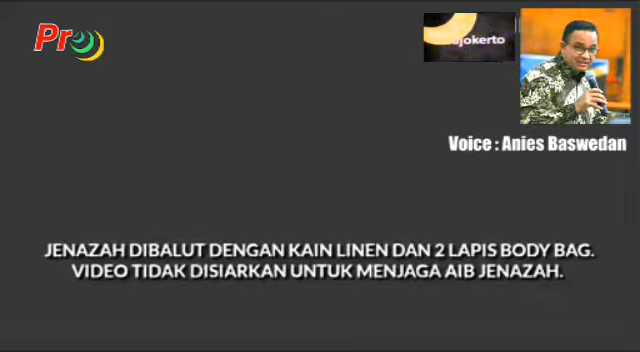 Pro
ojokerto
Voice : Anies Baswedan
JENAZAH DIBALUT DENGAN KAIN LINEN DAN 2 LAPIS BODY BAG.
VIDEO TIDAK DISIARKAN UNTUK MENJAGA AIB JENAZAH.